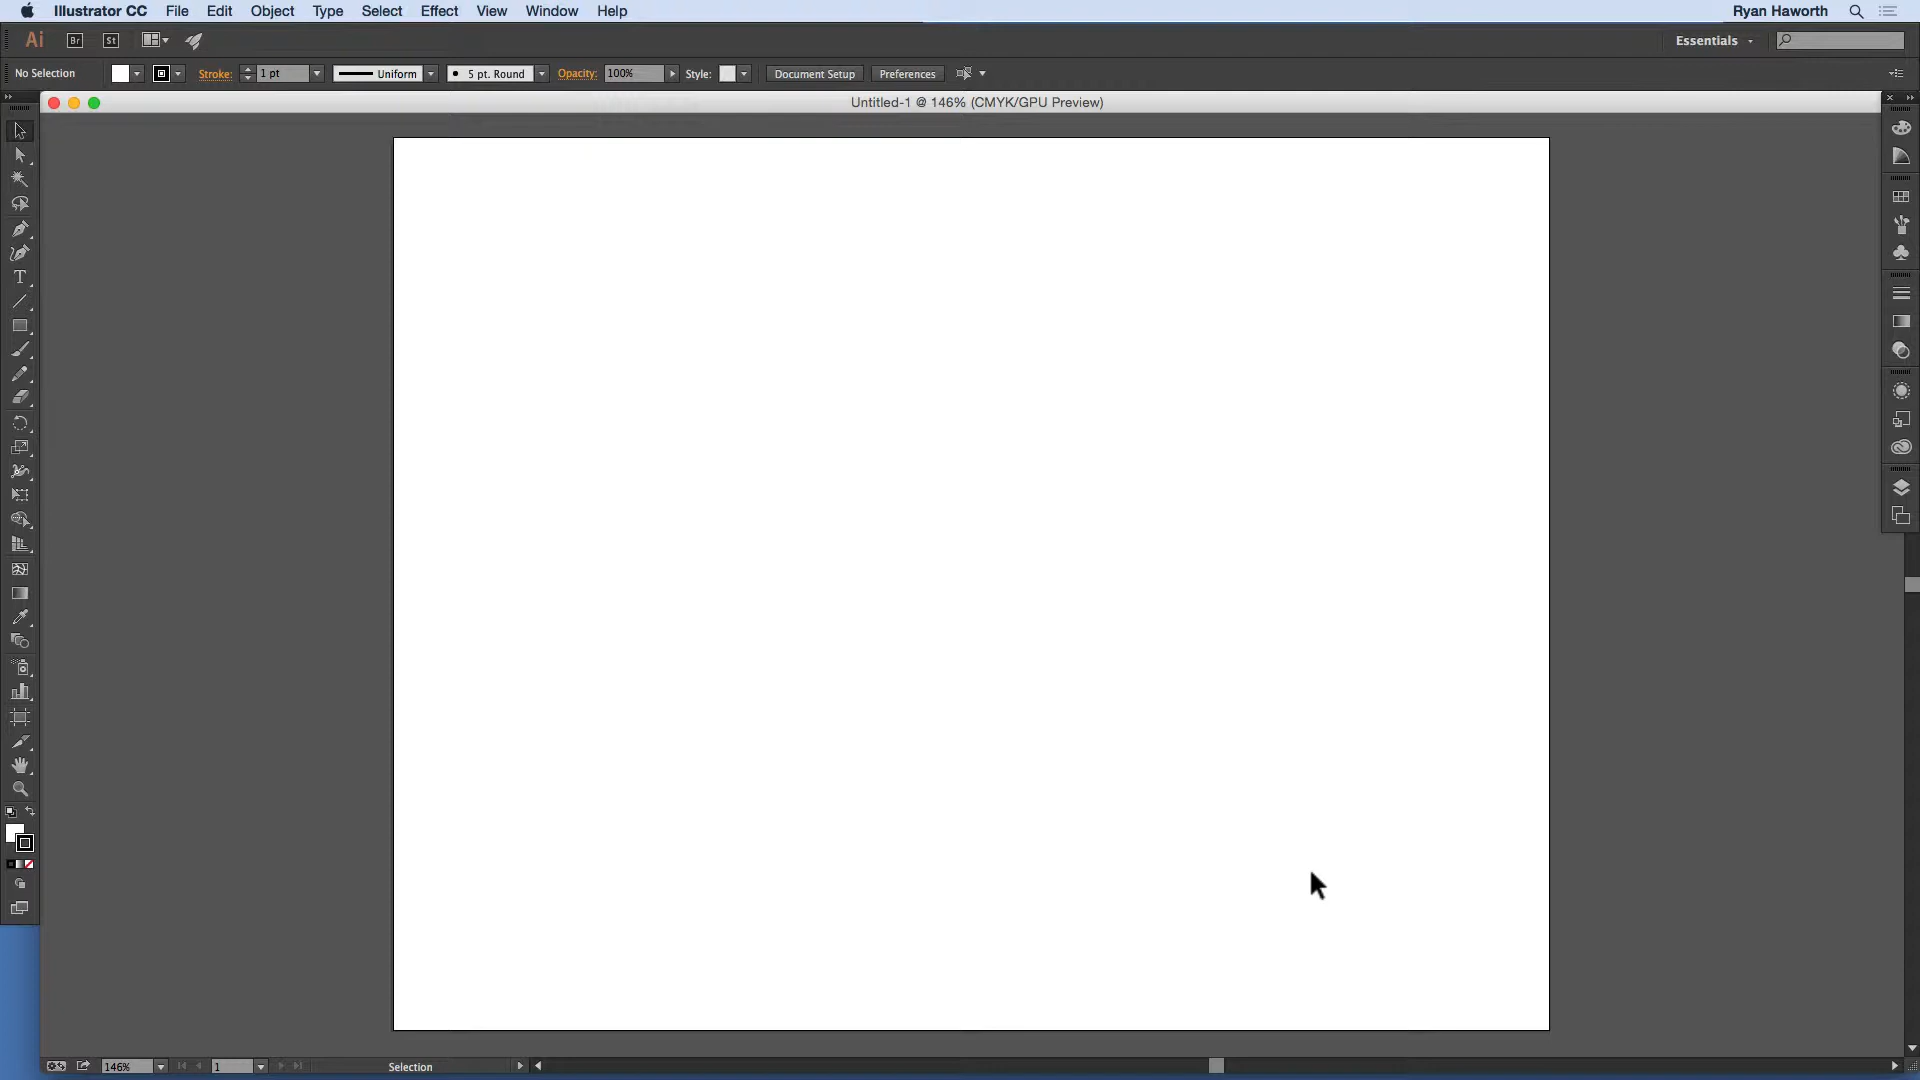 Illustrator CC File Edit Object Type Select Effect View Window Help Ryan Haworth
Ai Br St Essentials
No Selection Stroke: 1 pt Uniform 5 pt. Round Opacity: 100% Style: Document Setup Preferences
Untitled-1 @ 146% (CMYK/GPU Preview)
T
146% 1 Selection